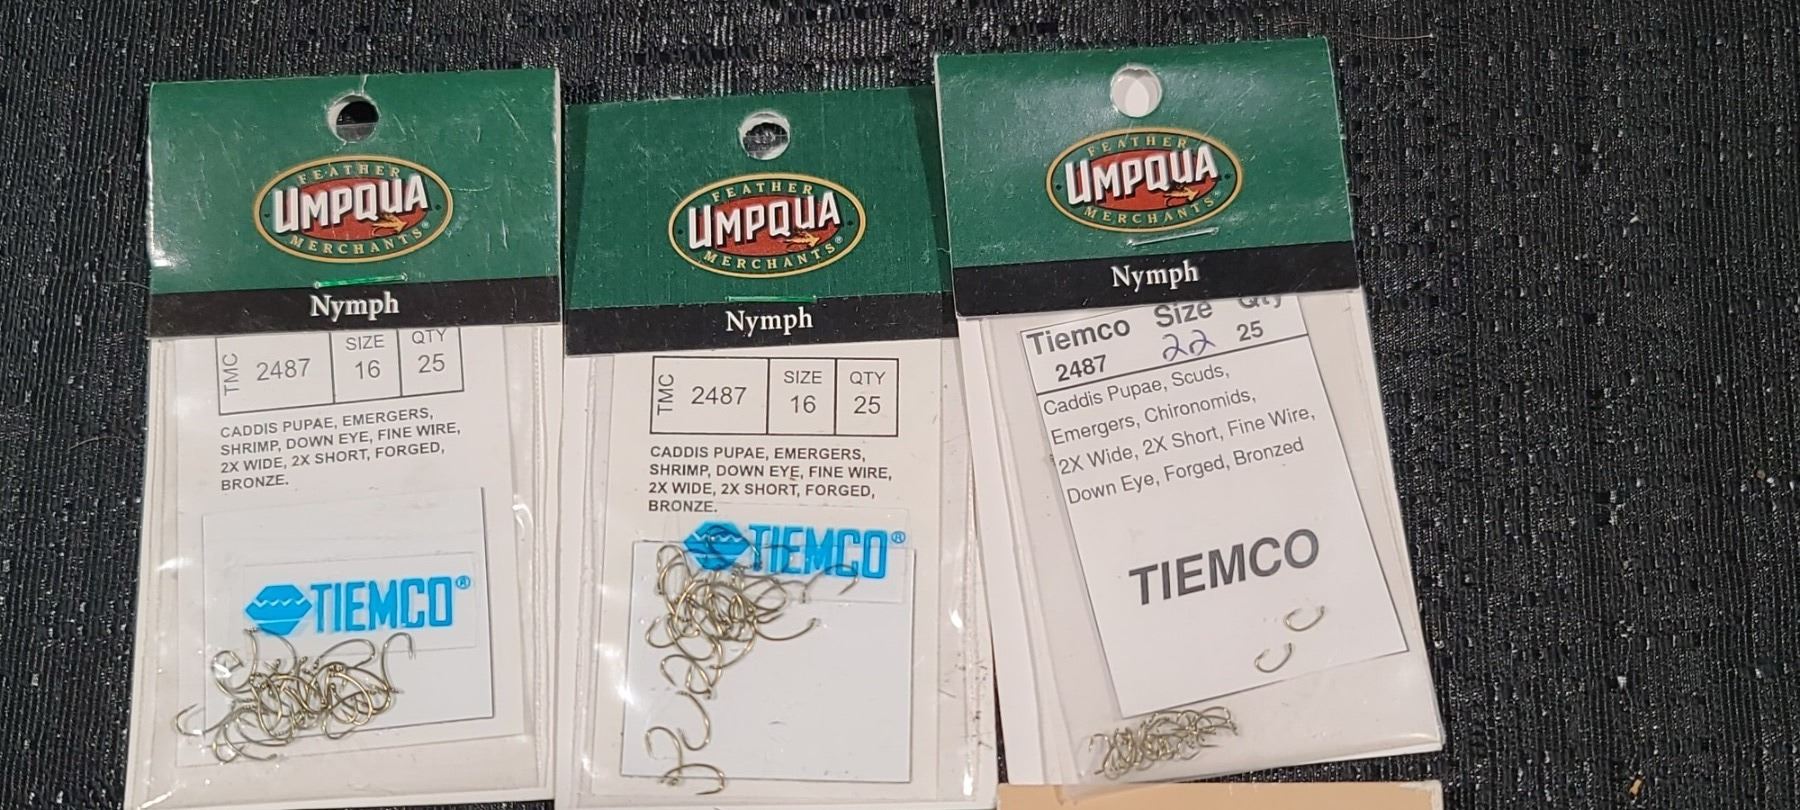 FEATHER
UMPQUA
MERCHANTS®
Nymph
TMC 2487 SIZE 16 QTY 25
CADDIS PUPAE, EMERGERS,
SHRIMP, DOWN EYE, FINE WIRE,
2X WIDE, 2X SHORT, FORGED,
BRONZE.
TIEMCO®
FEATHER
UMPQUA
MERCHANTS®
Nymph
TMC 2487 SIZE 16 QTY 25
CADDIS PUPAE, EMERGERS,
SHRIMP, DOWN EYE, FINE WIRE,
2X WIDE, 2X SHORT, FORGED,
BRONZE.
TIEMCO®
FEATHER
UMPQUA
MERCHANTS®
Nymph
Tiemco Size Qty
2487 22 25
Caddis Pupae, Scuds,
Emergers, Chironomids,
2X Wide, 2X Short, Fine Wire,
Down Eye, Forged, Bronzed
TIEMCO